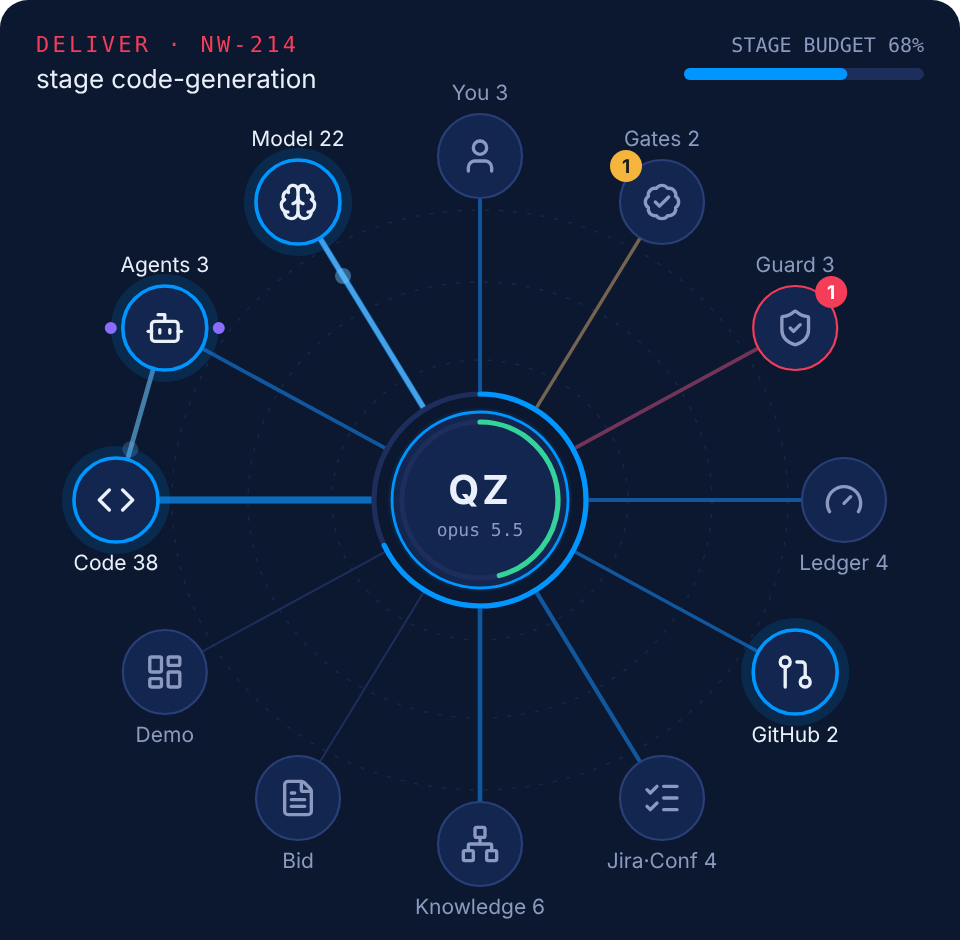 DELIVER · NW-214
STAGE BUDGET 68%
stage code-generation
You 3
Model 22
Gates 2
1
Agents 3
Guard 3
1
QZ
opus 5.5
Code 38
Ledger 4
Demo
GitHub 2
Bid
Jira·Conf 4
Knowledge 6